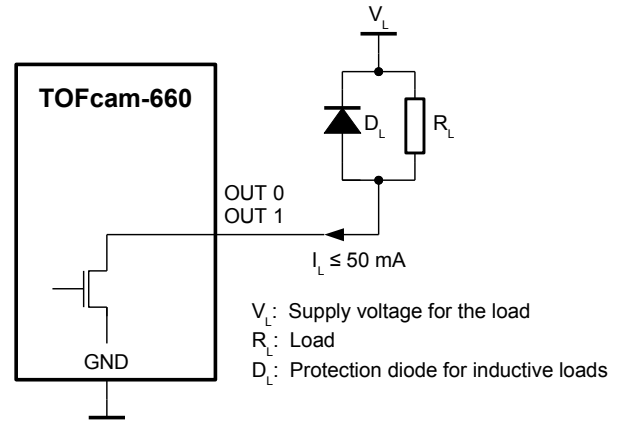 V_L
TOFcam-660
D_L
R_L
OUT 0
OUT 1
I_L ≤ 50 mA
V_L: Supply voltage for the load
R_L: Load
GND
D_L: Protection diode for inductive loads